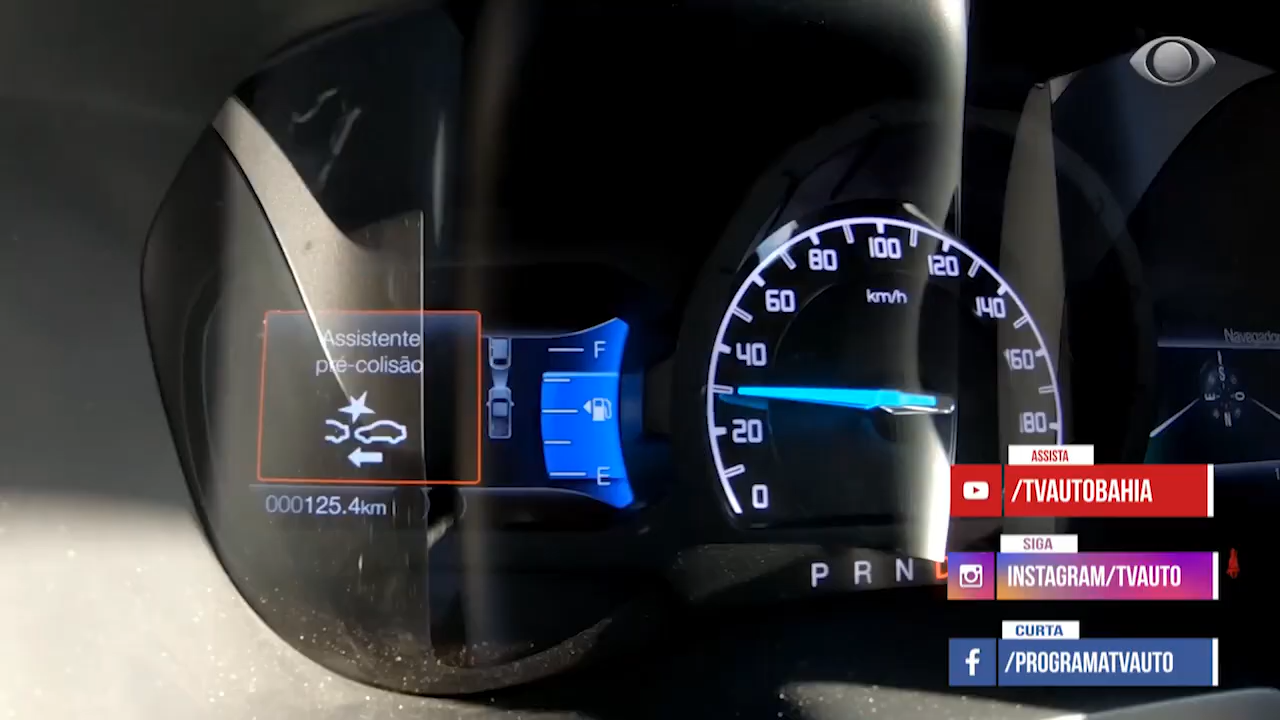 Assistente
pré-colisão
000125.4km
F
E
0
20
40
60
80
100
120
140
160
180
km/h
P R N D
Navegador
S
E
O
N
ASSISTA
/TVAUTOBAHIA
SIGA
INSTAGRAM/TVAUTO
CURTA
/PROGRAMATVAUTO